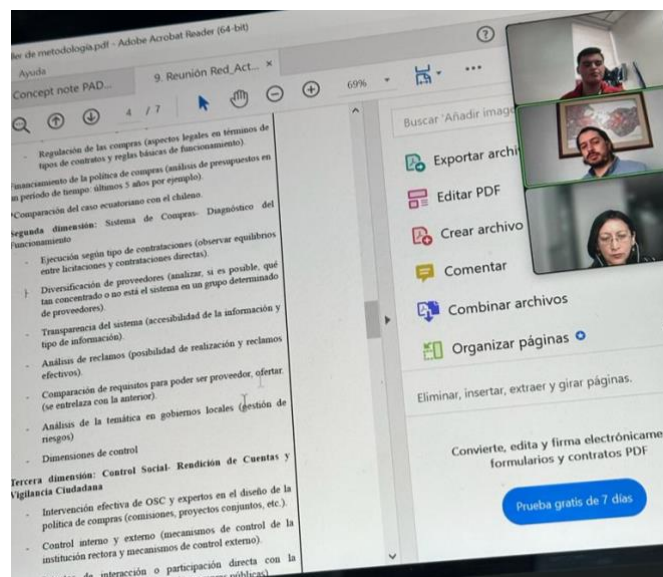 ler de metodología.pdf - Adobe Acrobat Reader (64-bit)
Ayuda
Concept note PAD...
9. Reunión Red_Act... ×
4 / 7
69%
Regulación de las compras (aspectos legales en términos de
tipos de contratos y reglas básicas de funcionamiento).
Financiamiento de la política de compras (análisis de presupuestos en
un periodo de tiempo: últimos 5 años por ejemplo).
*Comparación del caso ecuatoriano con el chileno.
Segunda dimensión: Sistema de Compras- Diagnóstico del
Funcionamiento
- Ejecución según tipo de contrataciones (observar equilibrios
entre licitaciones y contrataciones directas).
- Diversificación de proveedores (analizar, si es posible, qué
tan concentrado o no está el sistema en un grupo determinado
de proveedores).
- Transparencia del sistema (accesibilidad de la información y
tipo de información).
- Análisis de reclamos (posibilidad de realización y reclamos
efectivos).
- Comparación de requisitos para poder ser proveedor, ofertar.
(se entrelaza con la anterior).
- Análisis de la temática en gobiernos locales (gestión de
riesgos)
- Dimensiones de control
Tercera dimensión: Control Social- Rendición de Cuentas y
Vigilancia Ciudadana
- Intervención efectiva de OSC y expertos en el diseño de la
política de compras (comisiones, proyectos conjuntos, etc.).
- Control interno y externo (mecanismos de control de la
institución rectora y mecanismos de control externo).
de interacción o participación directa con la
públicas)
Buscar 'Añadir imag
Exportar archi
Editar PDF
Crear archivo
Comentar
Combinar archivos
Organizar páginas
Eliminar, insertar, extraer y girar páginas.
Convierte, edita y firma electrónicame
formularios y contratos PDF
Prueba gratis de 7 días